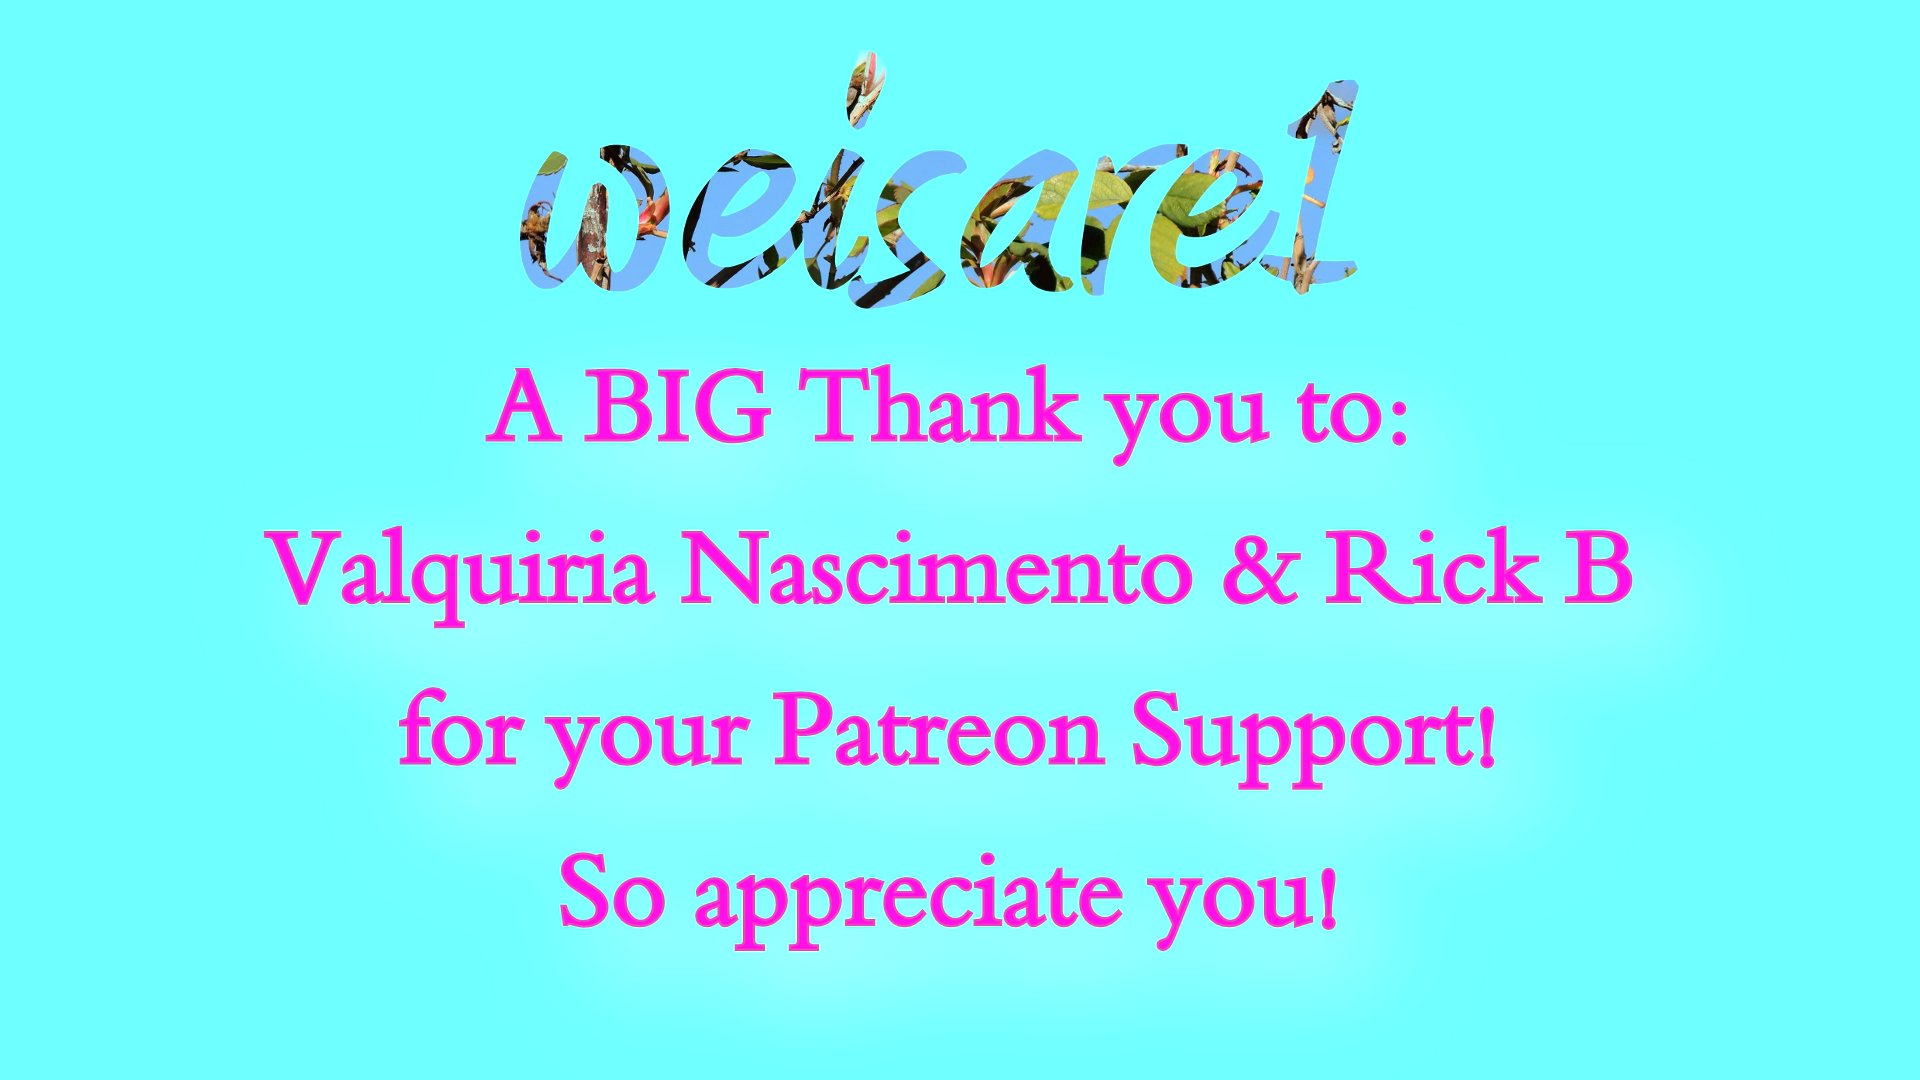 weisare1
A BIG Thank you to:
Valquiria Nascimento & Rick B
for your Patreon Support!
So appreciate you!